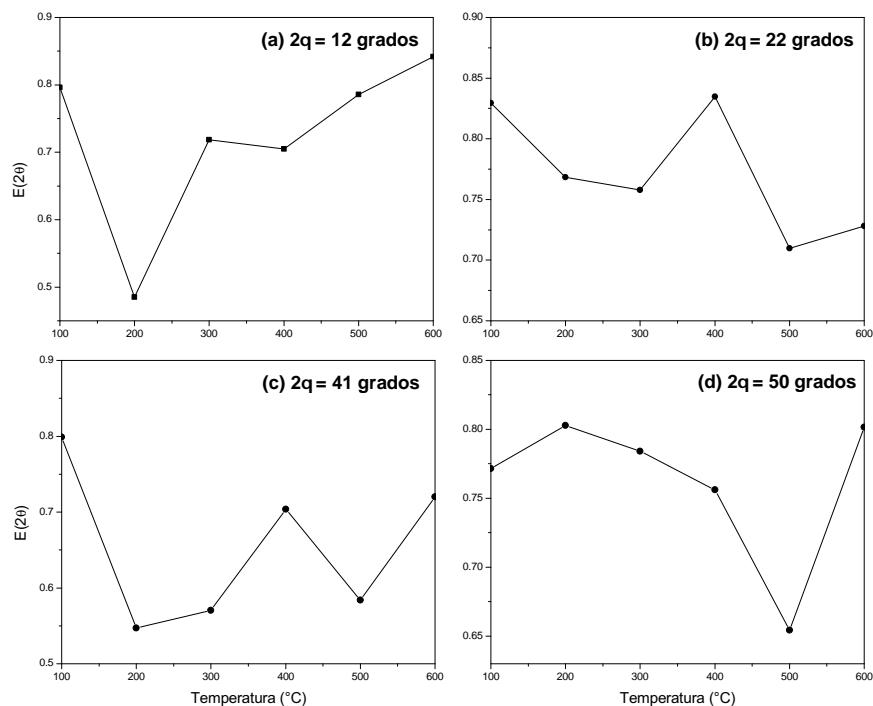 (a) 2q = 12 grados
0.9
0.8
0.7
0.6
0.5
E(2θ)
100 200 300 400 500 600
(b) 2q = 22 grados
0.90
0.85
0.80
0.75
0.70
0.65
100 200 300 400 500 600
(c) 2q = 41 grados
0.9
0.8
0.7
0.6
0.5
E(2θ)
100 200 300 400 500 600
Temperatura (°C)
(d) 2q = 50 grados
0.85
0.80
0.75
0.70
0.65
100 200 300 400 500 600
Temperatura (°C)